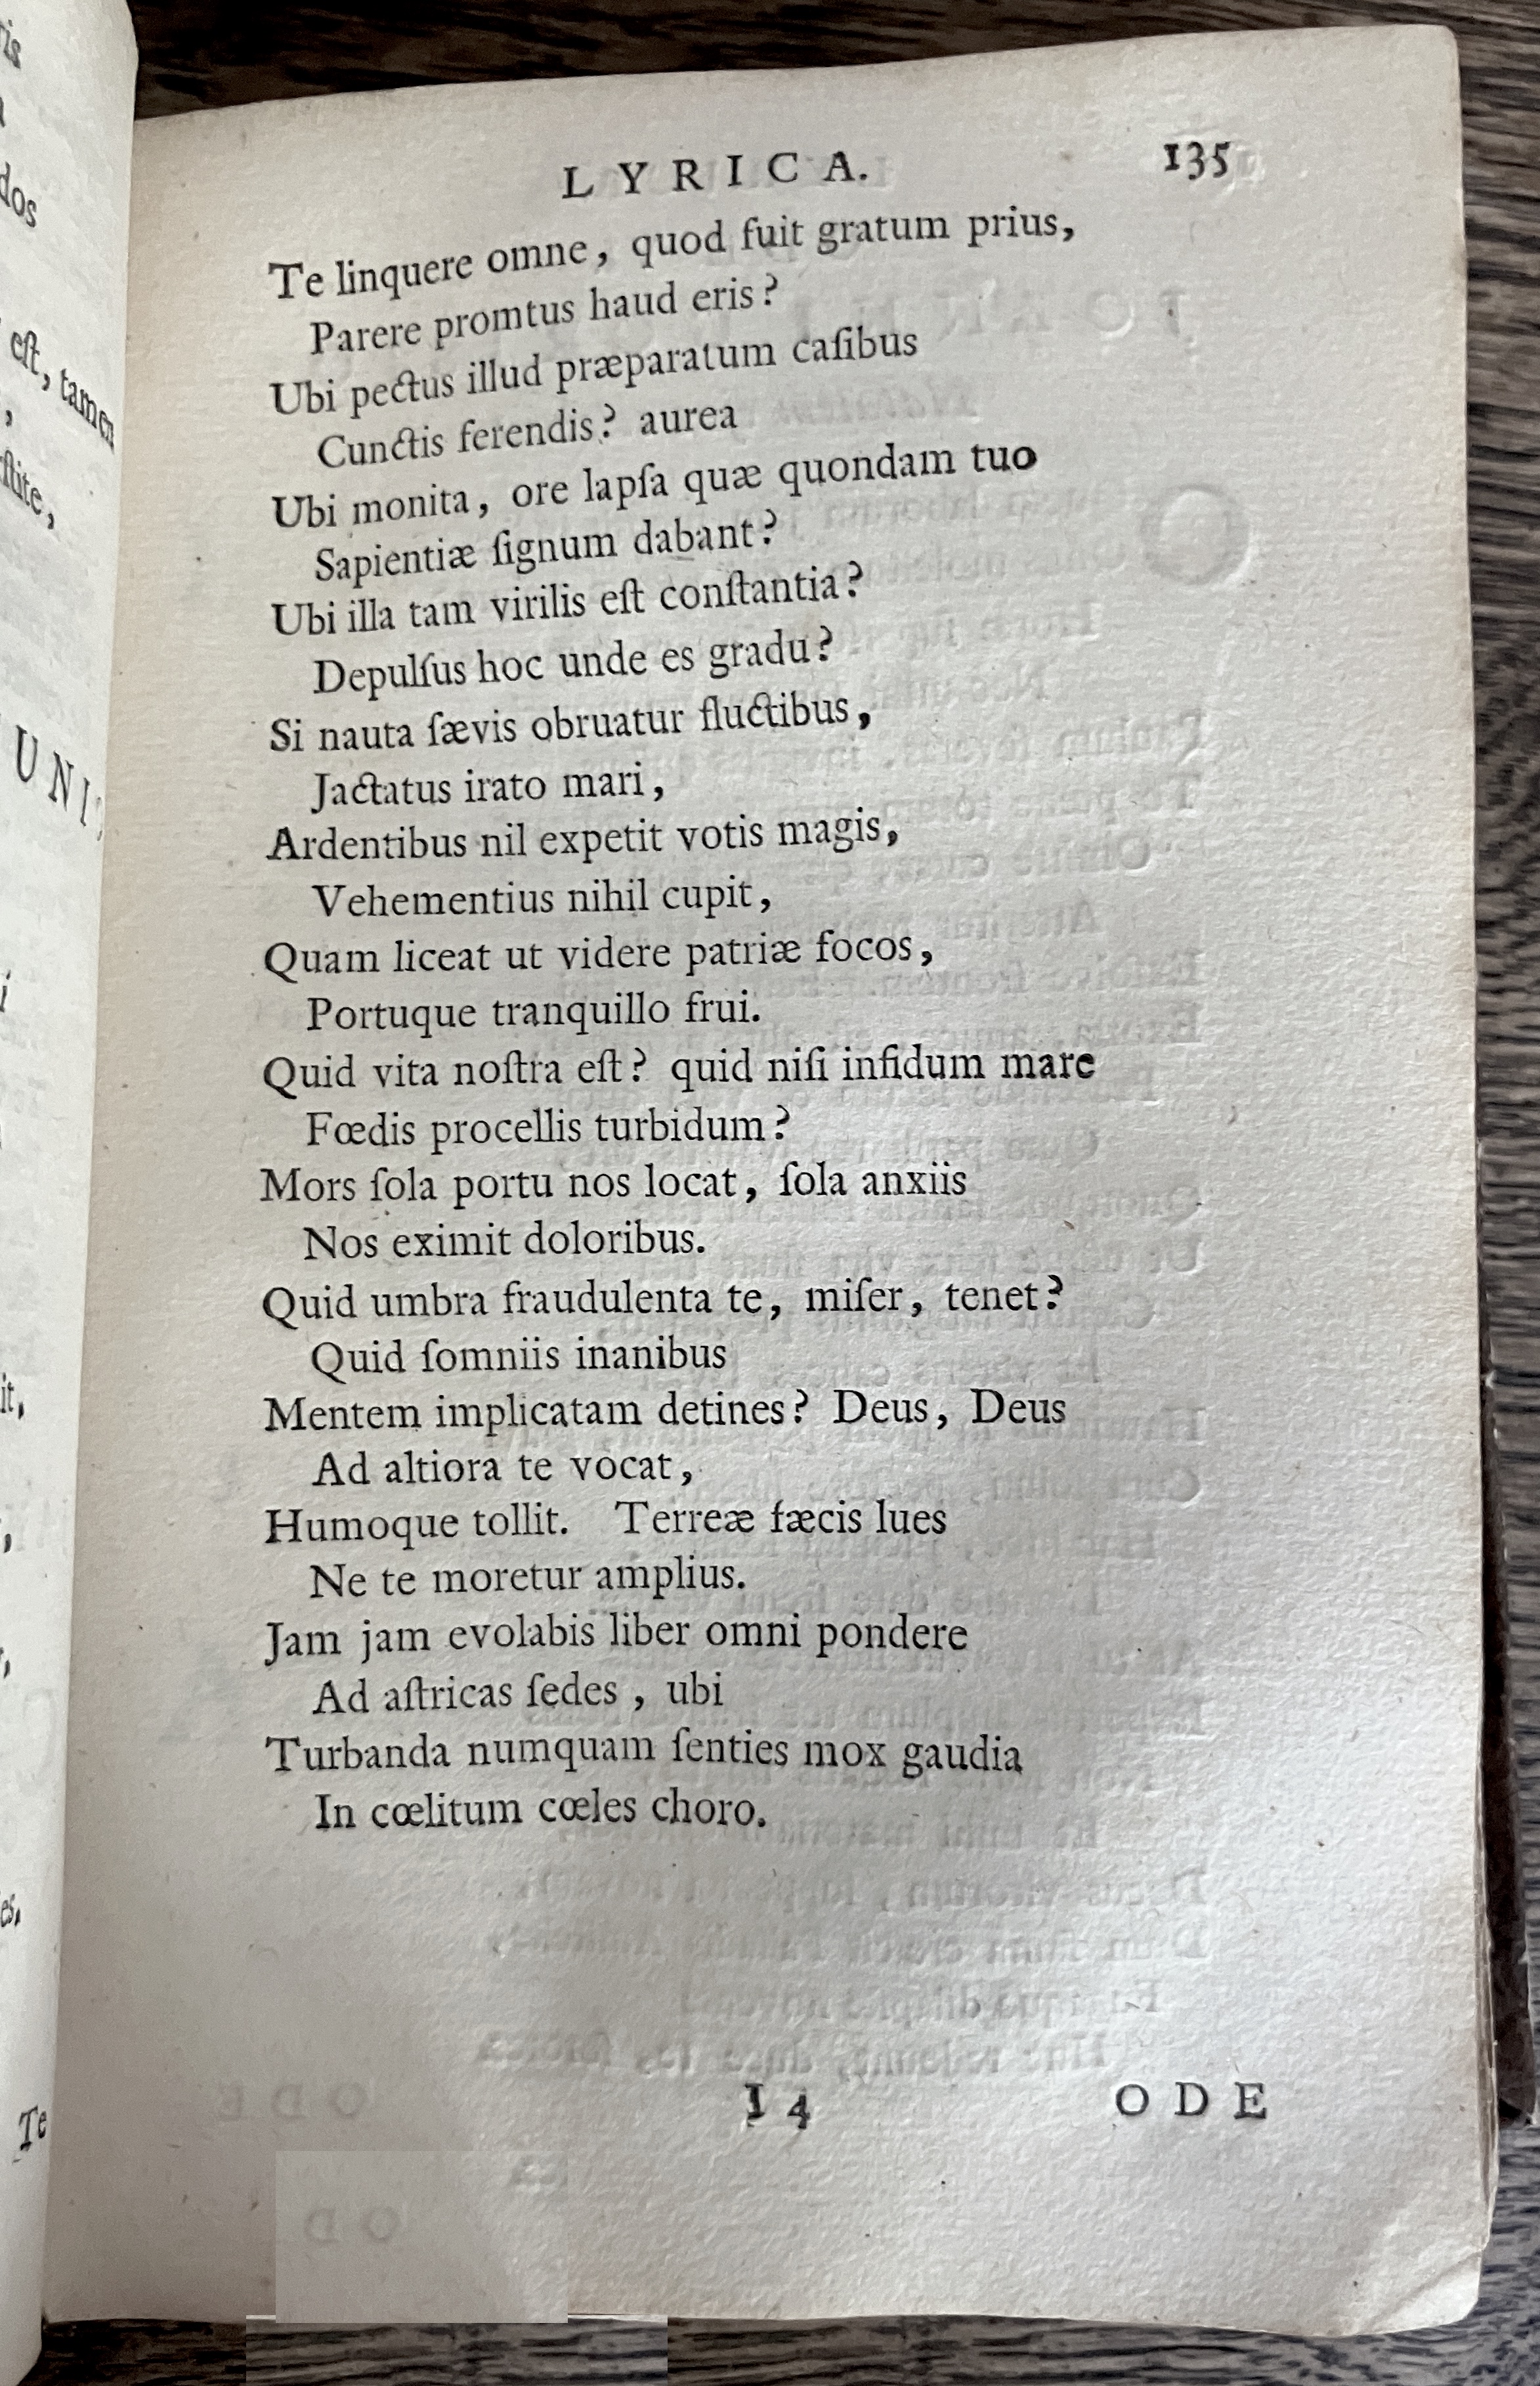 LYRICA. 135
Te linquere omne, quod fuit gratum prius,
Parere promtus haud eris?
Ubi pectus illud præparatum caſibus
Cunctis ferendis? aurea
Ubi monita, ore lapſa quæ quondam tuo
Sapientiæ ſignum dabant?
Ubi illa tam virilis eſt conſtantia?
Depulſus hoc unde es gradu?
Si nauta ſævis obruatur fluctibus,
Jactatus irato mari,
Ardentibus nil expetit votis magis,
Vehementius nihil cupit,
Quam liceat ut videre patriæ focos,
Portuque tranquillo frui.
Quid vita noſtra eſt? quid niſi infidum mare
Fœdis procellis turbidum?
Mors ſola portu nos locat, ſola anxiis
Nos eximit doloribus.
Quid umbra fraudulenta te, miſer, tenet?
Quid ſomniis inanibus
Mentem implicatam detines? Deus, Deus
Ad altiora te vocat,
Humoque tollit. Terreæ fæcis lues
Ne te moretur amplius.
Jam jam evolabis liber omni pondere
Ad aſtricas ſedes, ubi
Turbanda numquam ſenties mox gaudia
In cœlitum cœles choro.
I 4 ODE
eſt, tamen
Te